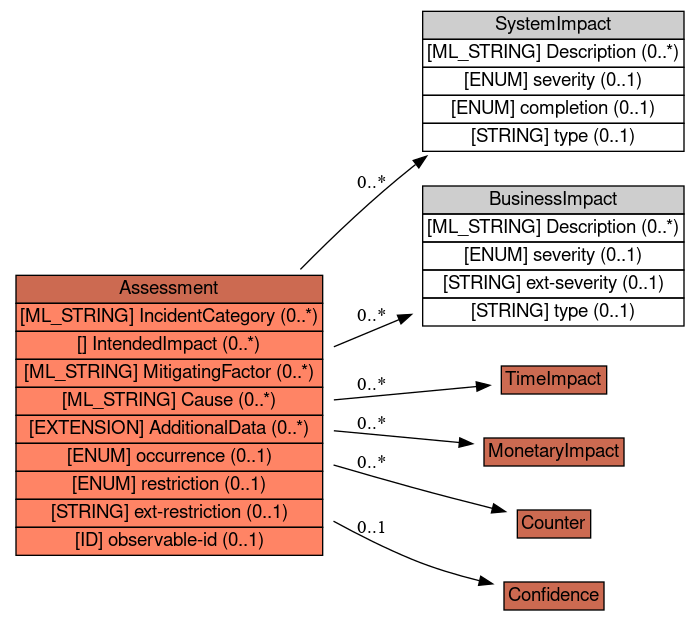 SystemImpact
[ML_STRING] Description (0..*)
[ENUM] severity (0..1)
[ENUM] completion (0..1)
[STRING] type (0..1)
0..*
BusinessImpact
[ML_STRING] Description (0..*)
[ENUM] severity (0..1)
[STRING] ext-severity (0..1)
[STRING] type (0..1)
0..*
Assessment
[ML_STRING] IncidentCategory (0..*)
[] IntendedImpact (0..*)
[ML_STRING] MitigatingFactor (0..*)
[ML_STRING] Cause (0..*)
[EXTENSION] AdditionalData (0..*)
[ENUM] occurrence (0..1)
[ENUM] restriction (0..1)
[STRING] ext-restriction (0..1)
[ID] observable-id (0..1)
0..*
TimeImpact
0..*
MonetaryImpact
0..*
Counter
0..1
Confidence